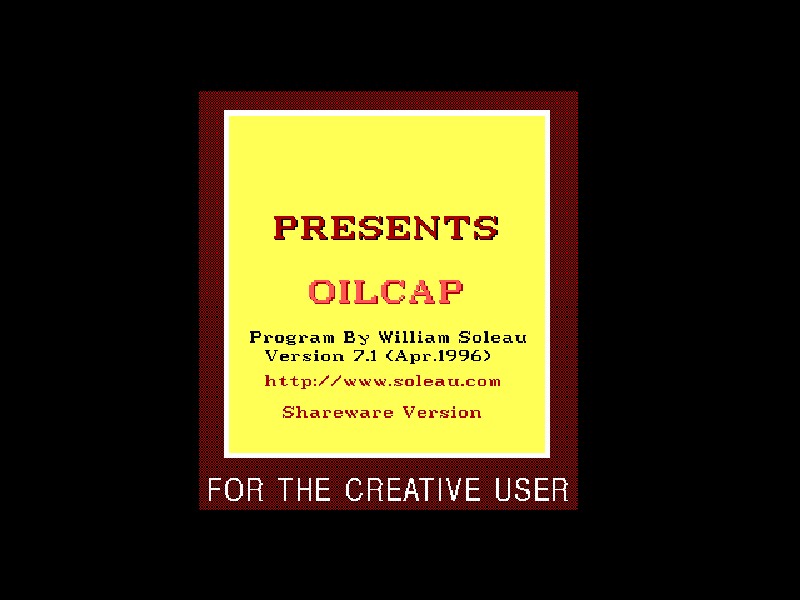 PRESENTS
OILCAP
Program By William Soleau
Version 7.1 (Apr.1996)
http://www.soleau.com
Shareware Version
FOR THE CREATIVE USER